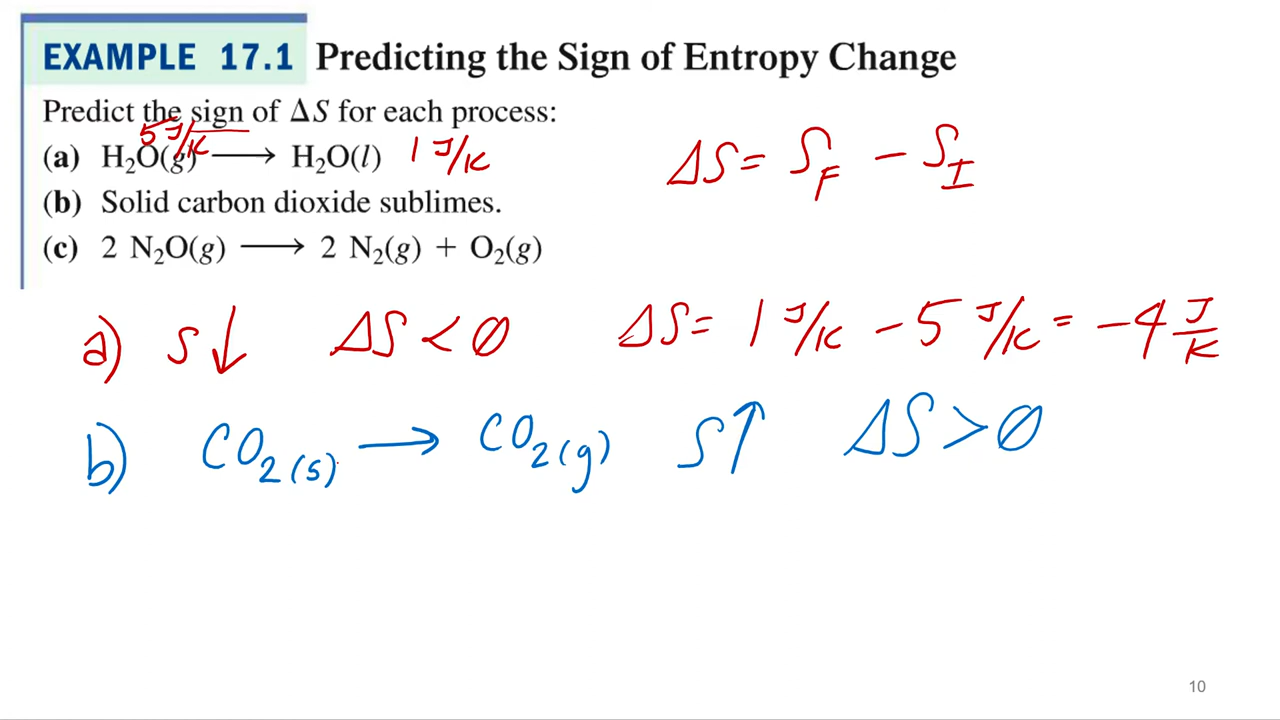 EXAMPLE 17.1 Predicting the Sign of Entropy Change
Predict the sign of ΔS for each process:
5 J/K
(a) H₂O(g) ⟶ H₂O(l) 1 J/K
ΔS = S_F - S_I
(b) Solid carbon dioxide sublimes.
(c) 2 N₂O(g) ⟶ 2 N₂(g) + O₂(g)
a) S↓ ΔS < 0 ΔS = 1 J/K - 5 J/K = -4 J/K
b) CO₂(s) → CO₂(g) S↑ ΔS > 0
10